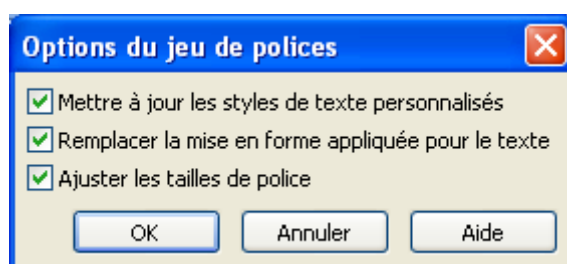 Options du jeu de polices
Mettre à jour les styles de texte personnalisés
Remplacer la mise en forme appliquée pour le texte
Ajuster les tailles de police
OK Annuler Aide